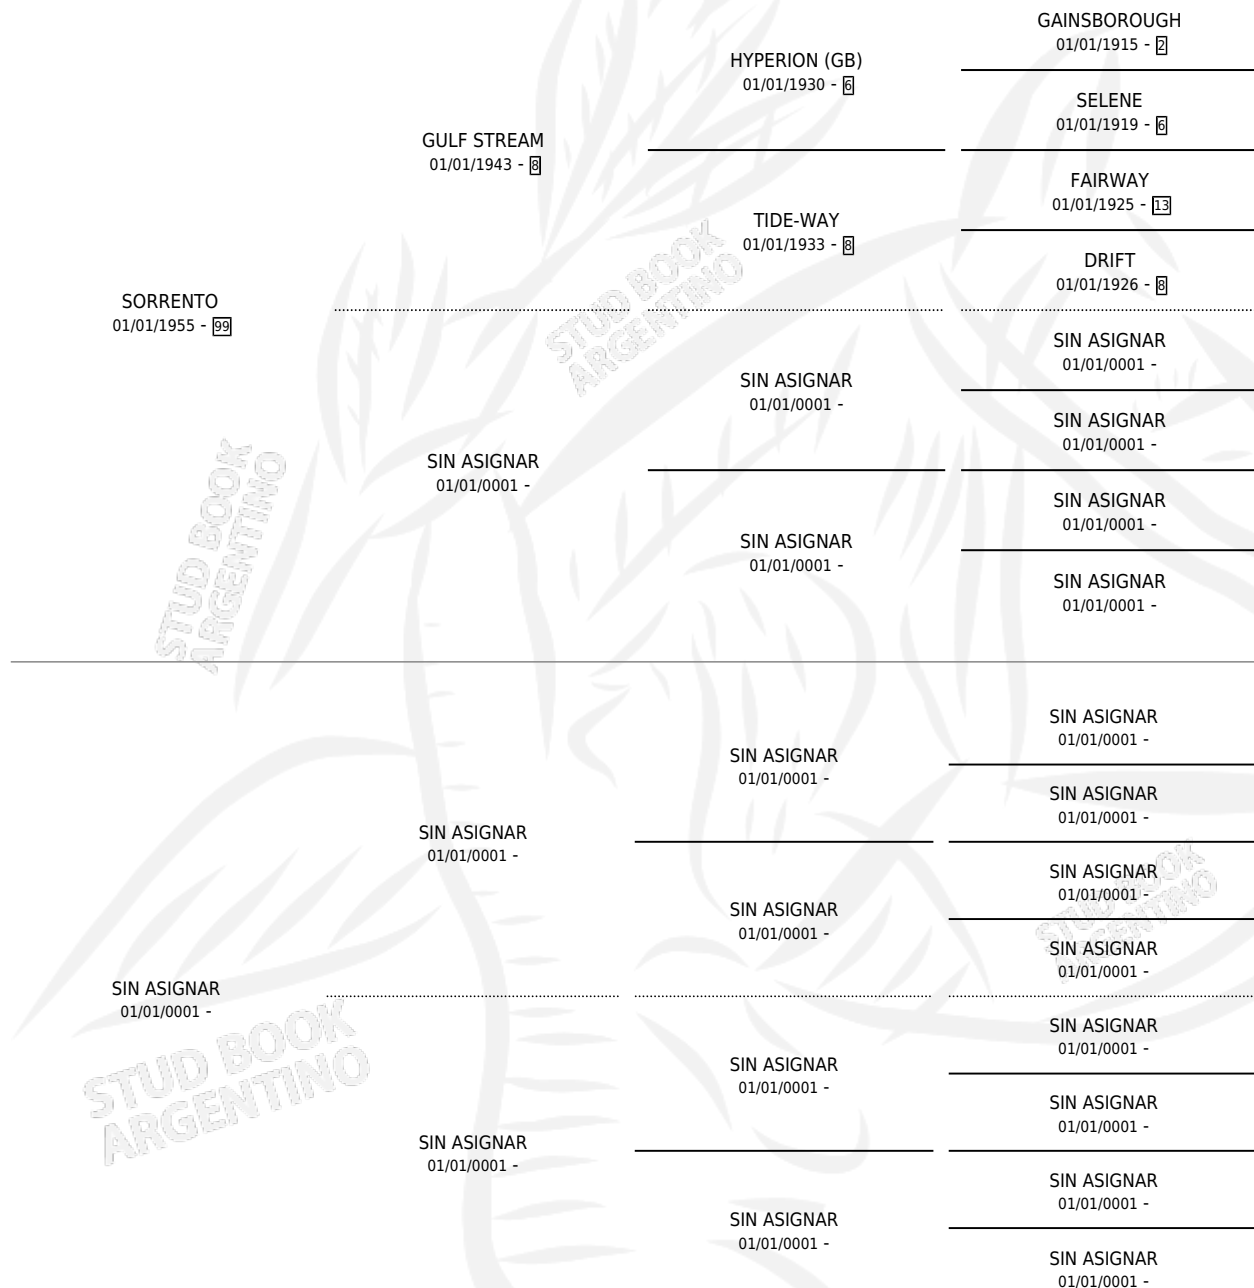 GAINSBOROUGH
01/01/1915 - 2
HYPERION (GB)
01/01/1930 - 6
SELENE
01/01/1919 - 6
GULF STREAM
01/01/1943 - 8
FAIRWAY
01/01/1925 - 13
TIDE-WAY
01/01/1933 - 8
DRIFT
01/01/1926 - 8
SORRENTO
01/01/1955 - 99
STUD BOOK
ARGENTINO
SIN ASIGNAR
01/01/0001 -
SIN ASIGNAR
01/01/0001 -
SIN ASIGNAR
01/01/0001 -
SIN ASIGNAR
01/01/0001 -
SIN ASIGNAR
01/01/0001 -
SIN ASIGNAR
01/01/0001 -
SIN ASIGNAR
01/01/0001 -
STUD BOOK
ARGENTINO
SIN ASIGNAR
01/01/0001 -
SIN ASIGNAR
01/01/0001 -
SIN ASIGNAR
01/01/0001 -
SIN ASIGNAR
01/01/0001 -
SIN ASIGNAR
01/01/0001 -
SIN ASIGNAR
01/01/0001 -
SIN ASIGNAR
01/01/0001 -
STUD BOOK
ARGENTINO
SIN ASIGNAR
01/01/0001 -
SIN ASIGNAR
01/01/0001 -
SIN ASIGNAR
01/01/0001 -
STUD BOOK
ARGENTINO
SIN ASIGNAR
01/01/0001 -
SIN ASIGNAR
01/01/0001 -
SIN ASIGNAR
01/01/0001 -
SIN ASIGNAR
01/01/0001 -
SIN ASIGNAR
01/01/0001 -